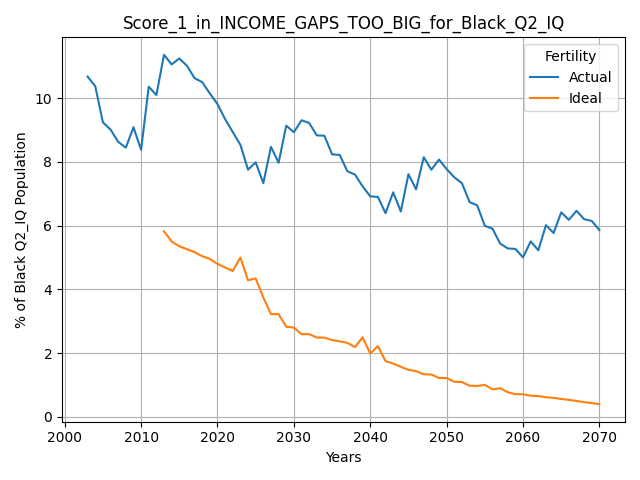 Score_1_in_INCOME_GAPS_TOO_BIG_for_Black_Q2_IQ
Fertility
Actual
Ideal
% of Black Q2_IQ Population
10
8
6
4
2
0
2000 2010 2020 2030 2040 2050 2060 2070
Years